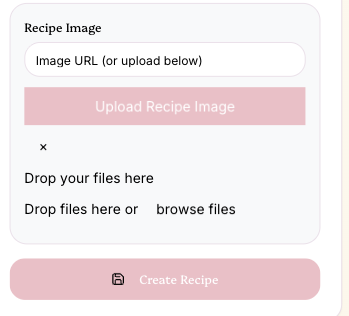 Recipe Image
Image URL (or upload below)
Upload Recipe Image
×
Drop your files here
Drop files here or browse files
Create Recipe